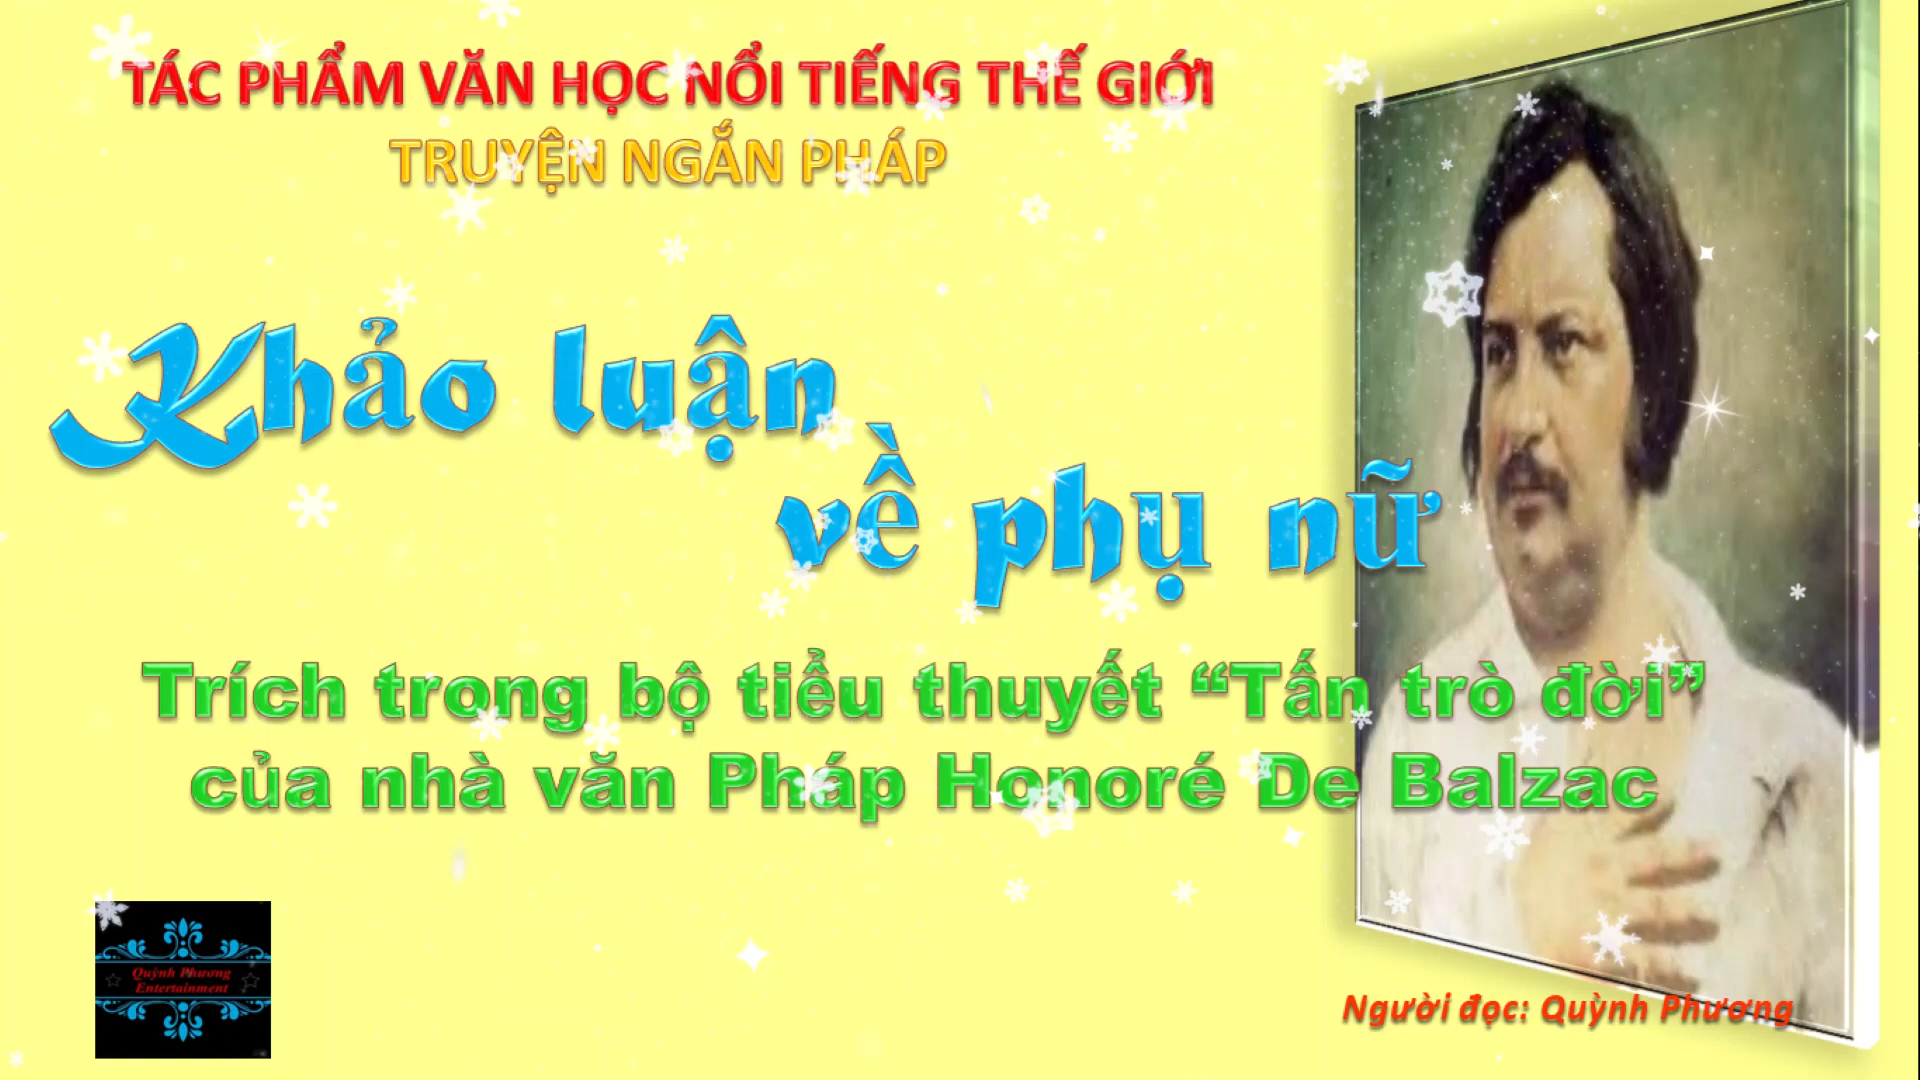 TÁC PHẨM VĂN HỌC NỔI TIẾNG THẾ GIỚI
TRUYỆN NGẮN PHÁP
Khảo luận
về phụ nữ
Trích trong bộ tiểu thuyết “Tấn trò đời”
của nhà văn Pháp Honoré De Balzac
Quỳnh Phương
Entertainment
Người đọc: Quỳnh Phương